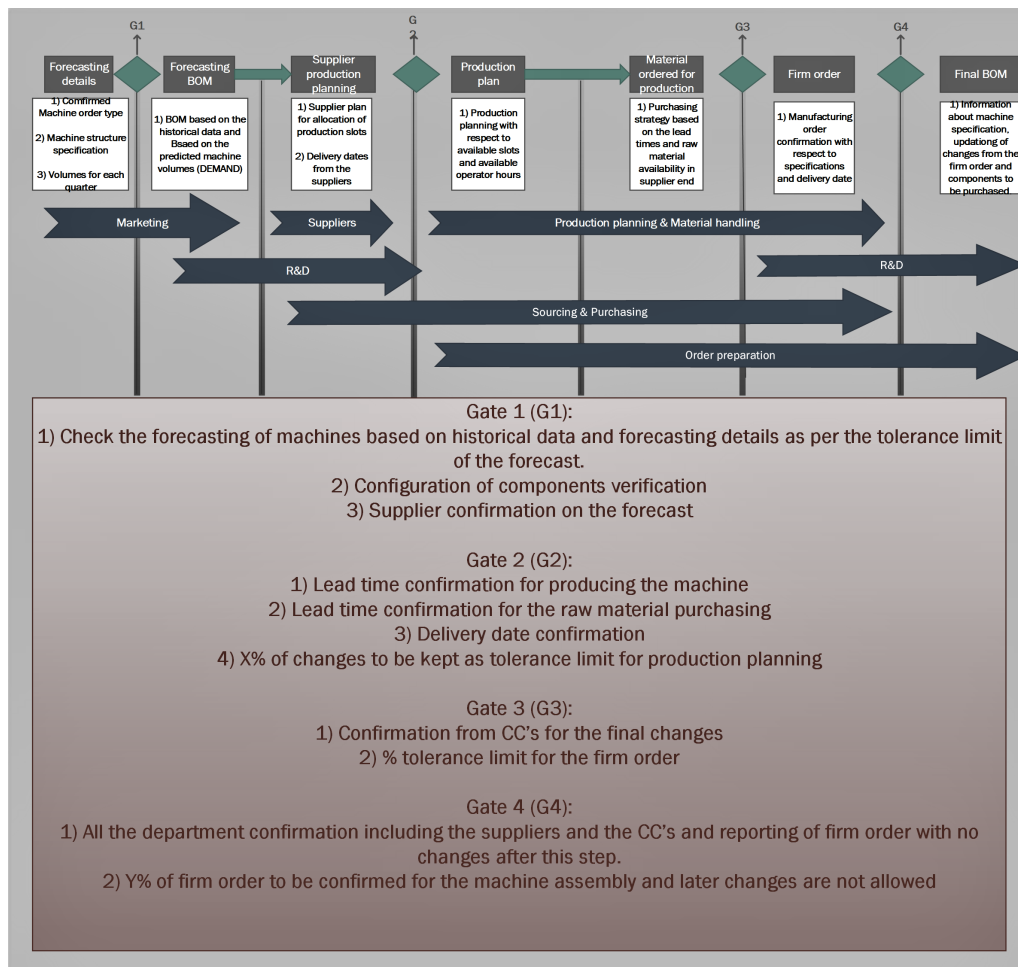 G1
G
2
G3
G4
Forecasting
details
Forecasting
BOM
Supplier
production
planning
Production
plan
Material
ordered for
production
Firm order
Final BOM
1) Comfirmed
Machine order type
2) Machine structure
specification
3) Volumes for each
quarter
1) BOM based on the
historical data and
Bsaed on the
predicted machine
volumes (DEMAND)
1) Supplier plan
for allocation of
production slots
2) Delivery dates
from the
suppliers
1) Production
planning with
respect to
available slots
and available
operator hours
1) Purchasing
strategy based
on the lead
times and raw
material
availability in
supplier end
1) Manufacturing
order
confirmation with
respect to
specifications
and delivery date
1) Information
about machine
specification,
updationg of
changes from the
firm order and
components to
be purchased.
Marketing
Suppliers
Production planning & Material handling
R&D
R&D
Sourcing & Purchasing
Order preparation
Gate 1 (G1):
1) Check the forecasting of machines based on historical data and forecasting details as per the tolerance limit
of the forecast.
2) Configuration of components verification
3) Supplier confirmation on the forecast
Gate 2 (G2):
1) Lead time confirmation for producing the machine
2) Lead time confirmation for the raw material purchasing
3) Delivery date confirmation
4) X% of changes to be kept as tolerance limit for production planning
Gate 3 (G3):
1) Confirmation from CC's for the final changes
2) % tolerance limit for the firm order
Gate 4 (G4):
1) All the department confirmation including the suppliers and the CC's and reporting of firm order with no
changes after this step.
2) Y% of firm order to be confirmed for the machine assembly and later changes are not allowed